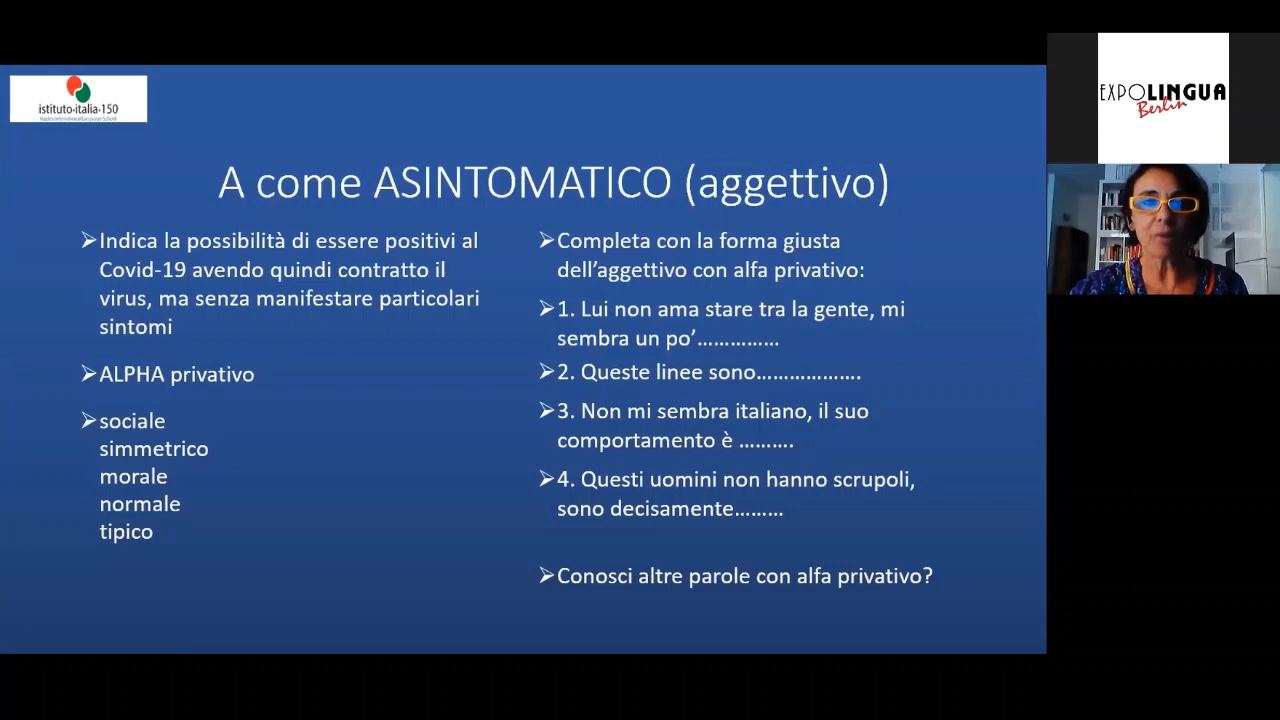 istituto-italia-150
Naples International Language School
A come ASINTOMATICO (aggettivo)
➢Indica la possibilità di essere positivi al
Covid-19 avendo quindi contratto il
virus, ma senza manifestare particolari
sintomi
➢ALPHA privativo
➢sociale
simmetrico
morale
normale
tipico
➢Completa con la forma giusta
dell’aggettivo con alfa privativo:
➢1. Lui non ama stare tra la gente, mi
sembra un po’……………
➢2. Queste linee sono……………….
➢3. Non mi sembra italiano, il suo
comportamento è ……….
➢4. Questi uomini non hanno scrupoli,
sono decisamente………
➢Conosci altre parole con alfa privativo?
EXPOLINGUA
Berlin